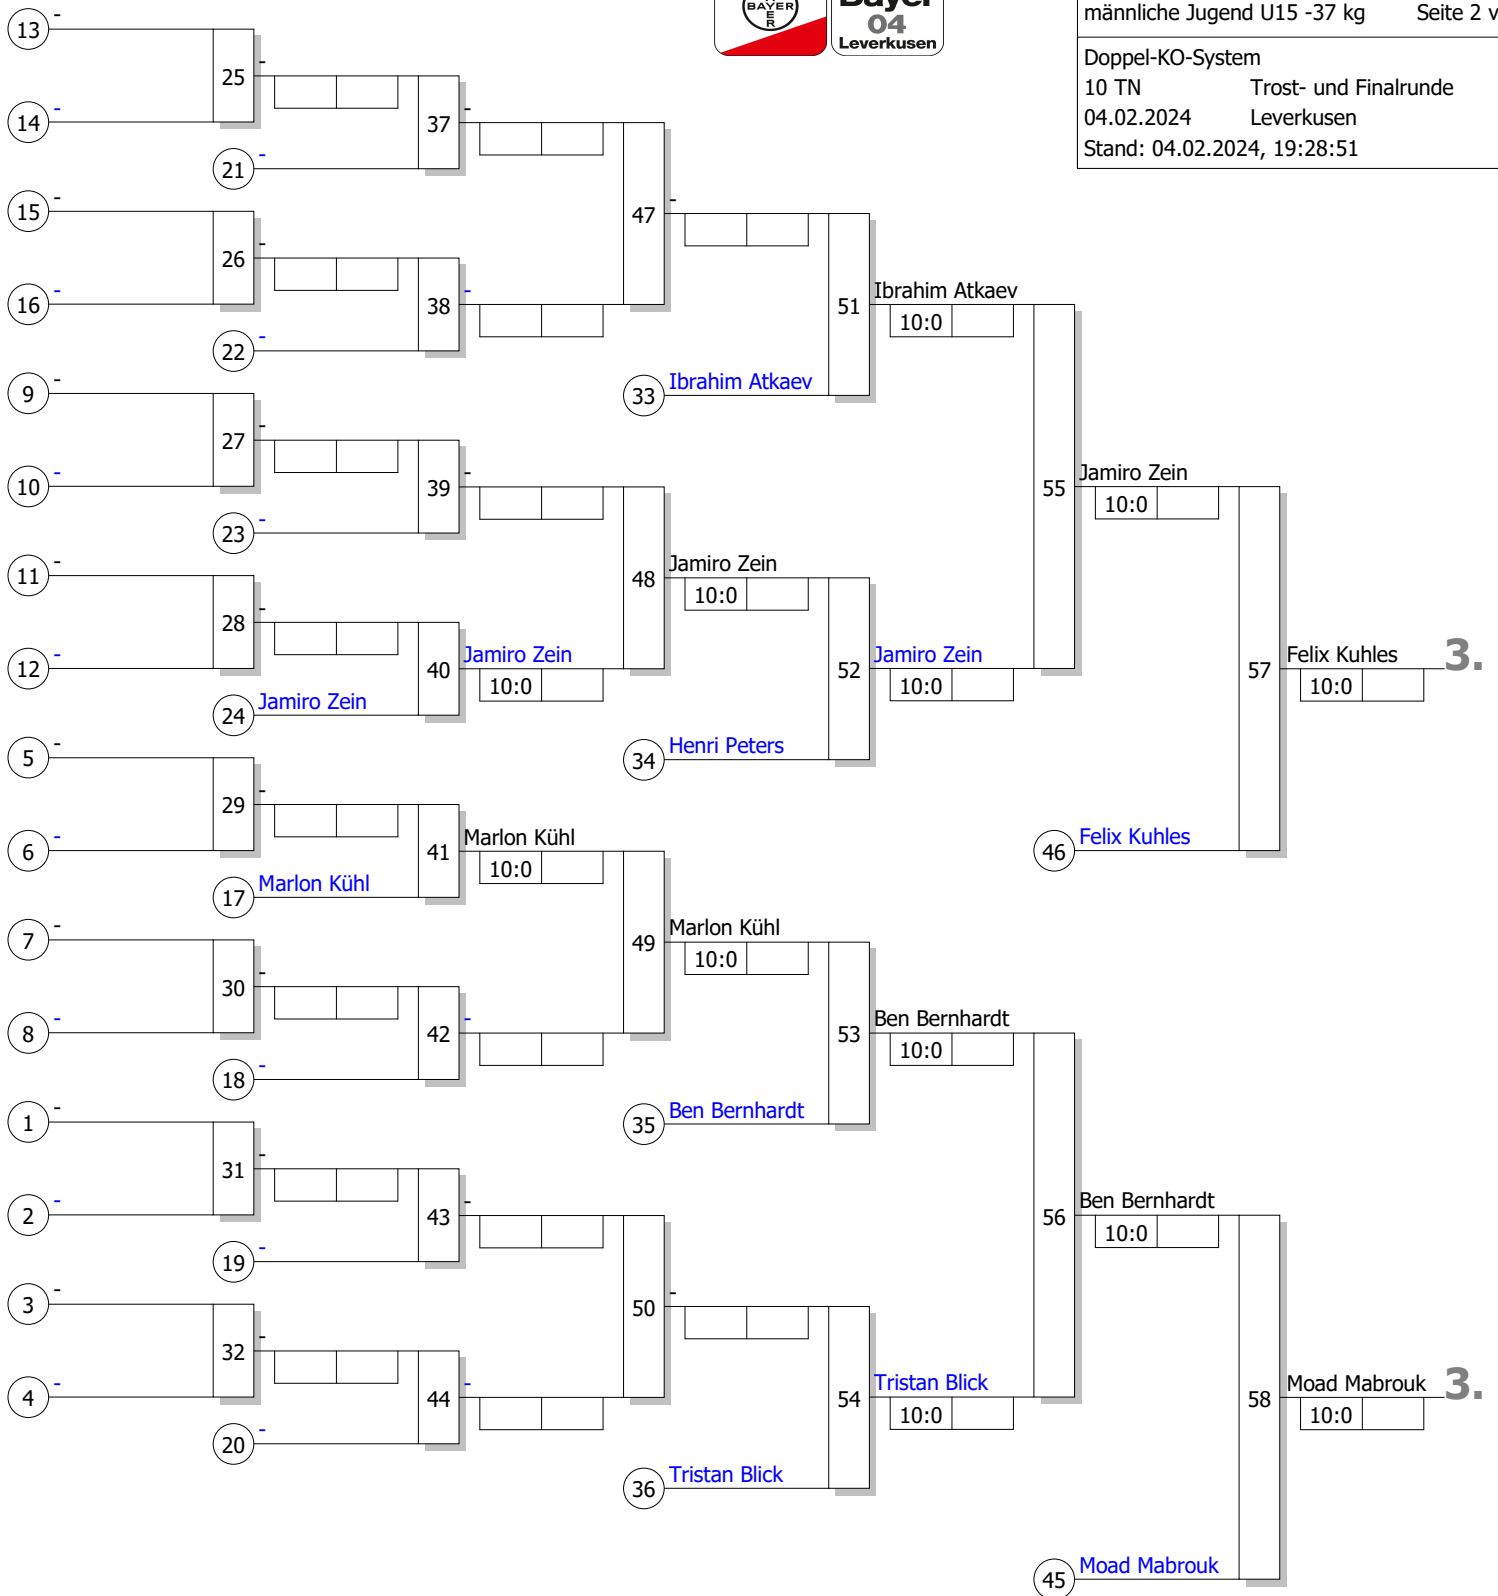 BAYER
E
R
Bayer
04
Leverkusen
männliche Jugend U15 -37 kg Seite 2 v
Doppel-KO-System
10 TN Trost- und Finalrunde
04.02.2024 Leverkusen
Stand: 04.02.2024, 19:28:51
13 -
25 -
14 -
37 -
21 -
15 -
47 -
26 -
16 -
38 -
51 Ibrahim Atkaev
10:0
22 -
33 Ibrahim Atkaev
9 -
27 -
10 -
39 -
55 Jamiro Zein
10:0
23 -
11 -
48 Jamiro Zein
10:0
28 -
12 -
40 Jamiro Zein
10:0
52 Jamiro Zein
10:0
57 Felix Kuhles 3.
10:0
24 Jamiro Zein
34 Henri Peters
5 -
29 -
6 -
41 Marlon Kühl
10:0
46 Felix Kuhles
17 Marlon Kühl
7 -
49 Marlon Kühl
10:0
30 -
8 -
42 -
53 Ben Bernhardt
10:0
18 -
35 Ben Bernhardt
1 -
31 -
2 -
43 -
56 Ben Bernhardt
10:0
19 -
3 -
50 -
32 -
4 -
44 -
54 Tristan Blick
10:0
58 Moad Mabrouk 3.
10:0
20 -
36 Tristan Blick
45 Moad Mabrouk